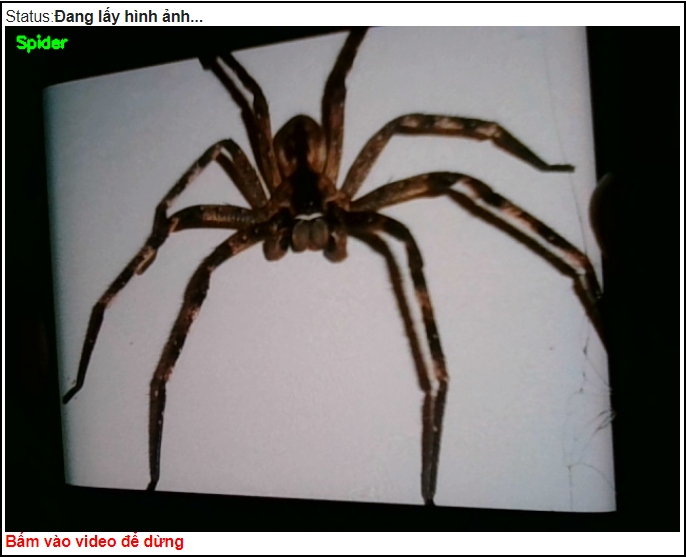 Status:Đang lấy hình ảnh...
Spider
Bấm vào video để dừng